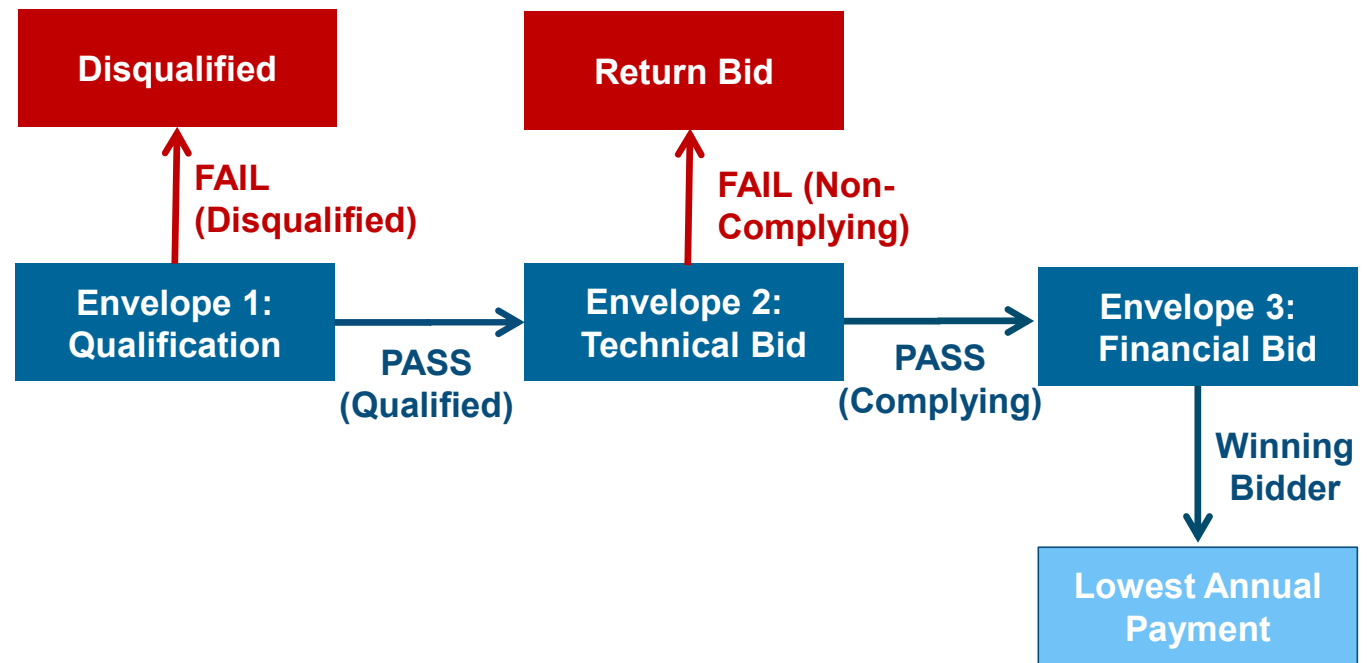 Disqualified
Return Bid
FAIL
(Disqualified)
FAIL (Non-
Complying)
Envelope 1:
Qualification
PASS
(Qualified)
Envelope 2:
Technical Bid
PASS
(Complying)
Envelope 3:
Financial Bid
Winning
Bidder
Lowest Annual
Payment